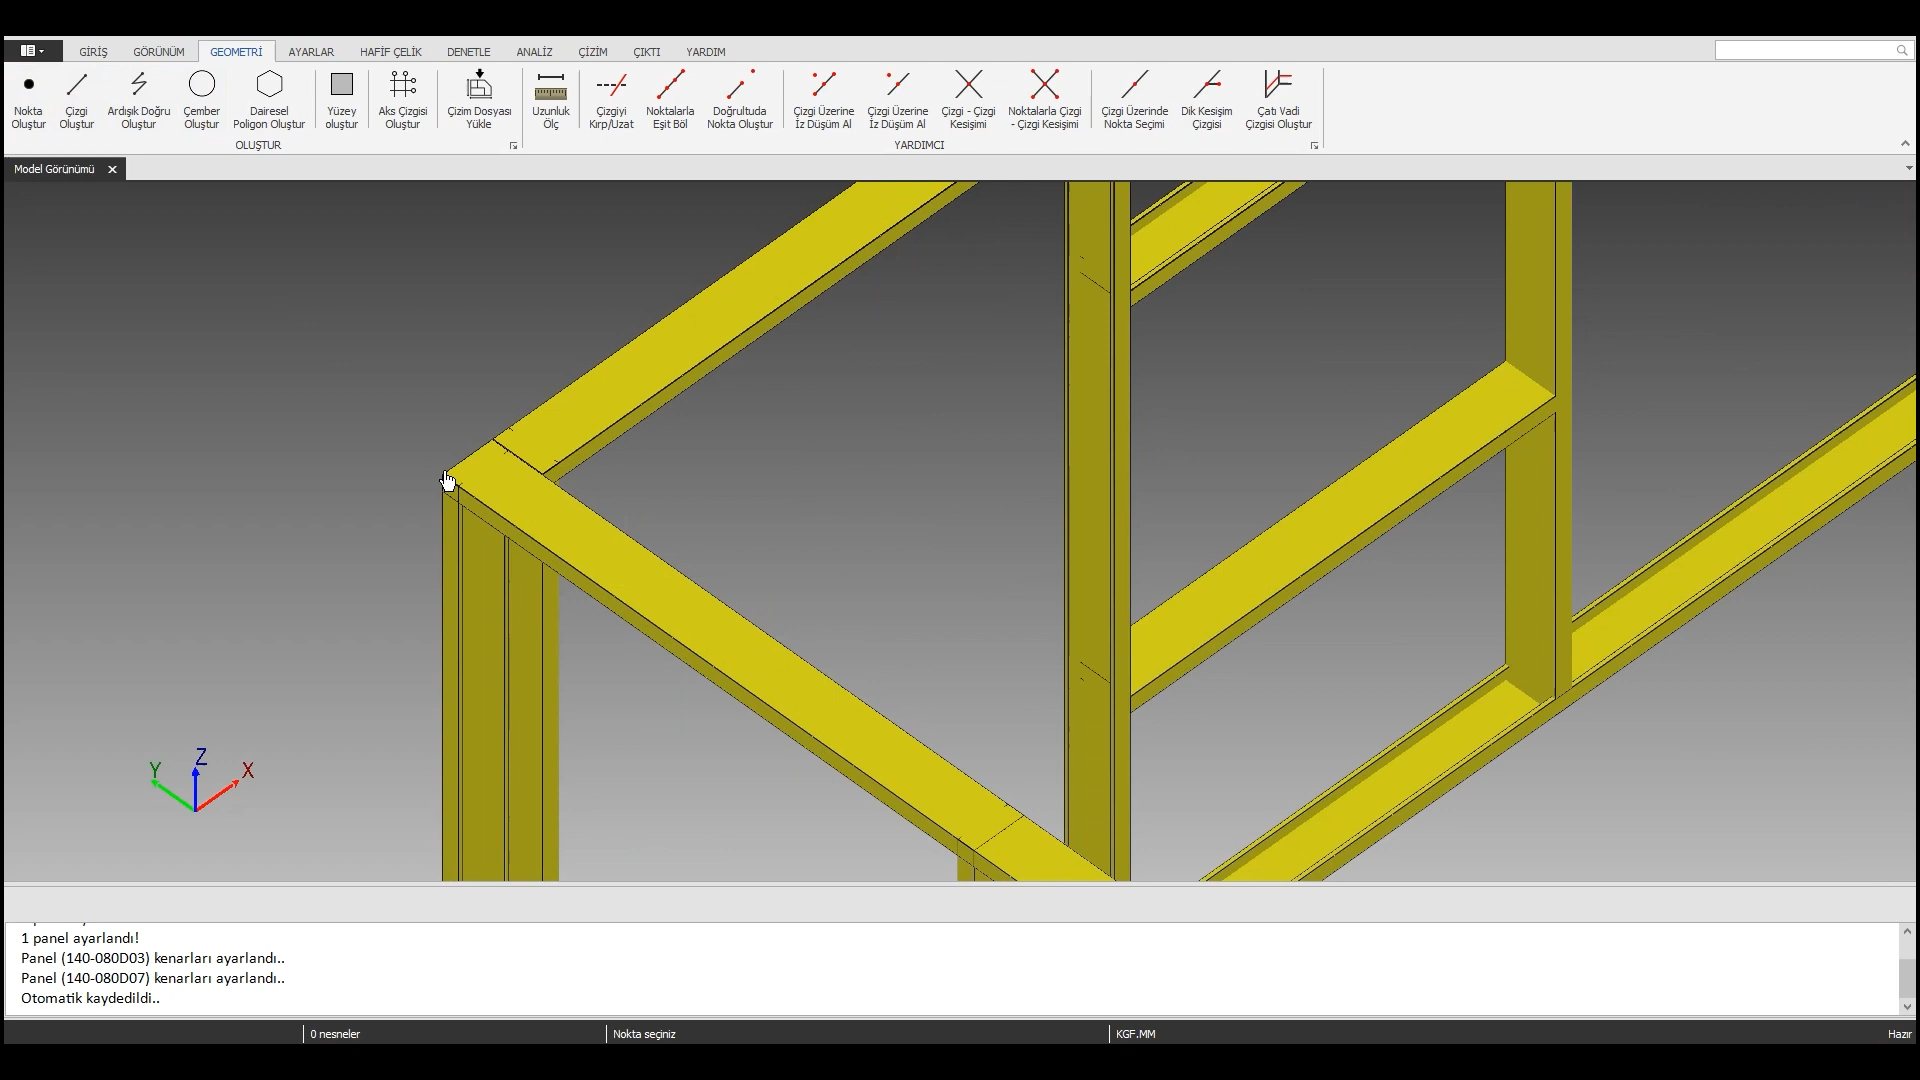 GİRİŞ GÖRÜNÜM GEOMETRİ AYARLAR HAFİF ÇELİK DENETLE ANALİZ ÇİZİM ÇIKTI YARDIM
Nokta Oluştur
Çizgi Oluştur
Ardışık Doğru Oluştur
Çember Oluştur
Dairesel Poligon Oluştur
Yüzey oluştur
Aks Çizgisi Oluştur
Çizim Dosyası Yükle
Uzunluk Ölç
Çizgiyi Kırp/Uzat
Noktalarla Eşit Böl
Doğrultuda Nokta Oluştur
Çizgi Üzerine İz Düşüm Al
Çizgi Üzerine İz Düşüm Al
Çizgi - Çizgi Kesişimi
Noktalarla Çizgi - Çizgi Kesişimi
Çizgi Üzerinde Nokta Seçimi
Dik Kesişim Çizgisi
Çatı Vadi Çizgisi Oluştur
OLUŞTUR YARDIMCI
Model Görünümü
Z
Y X
1 panel ayarlandı!
Panel (140-080D03) kenarları ayarlandı..
Panel (140-080D07) kenarları ayarlandı..
Otomatik kaydedildi..
0 nesneler Nokta seçiniz KGF.MM Hazır